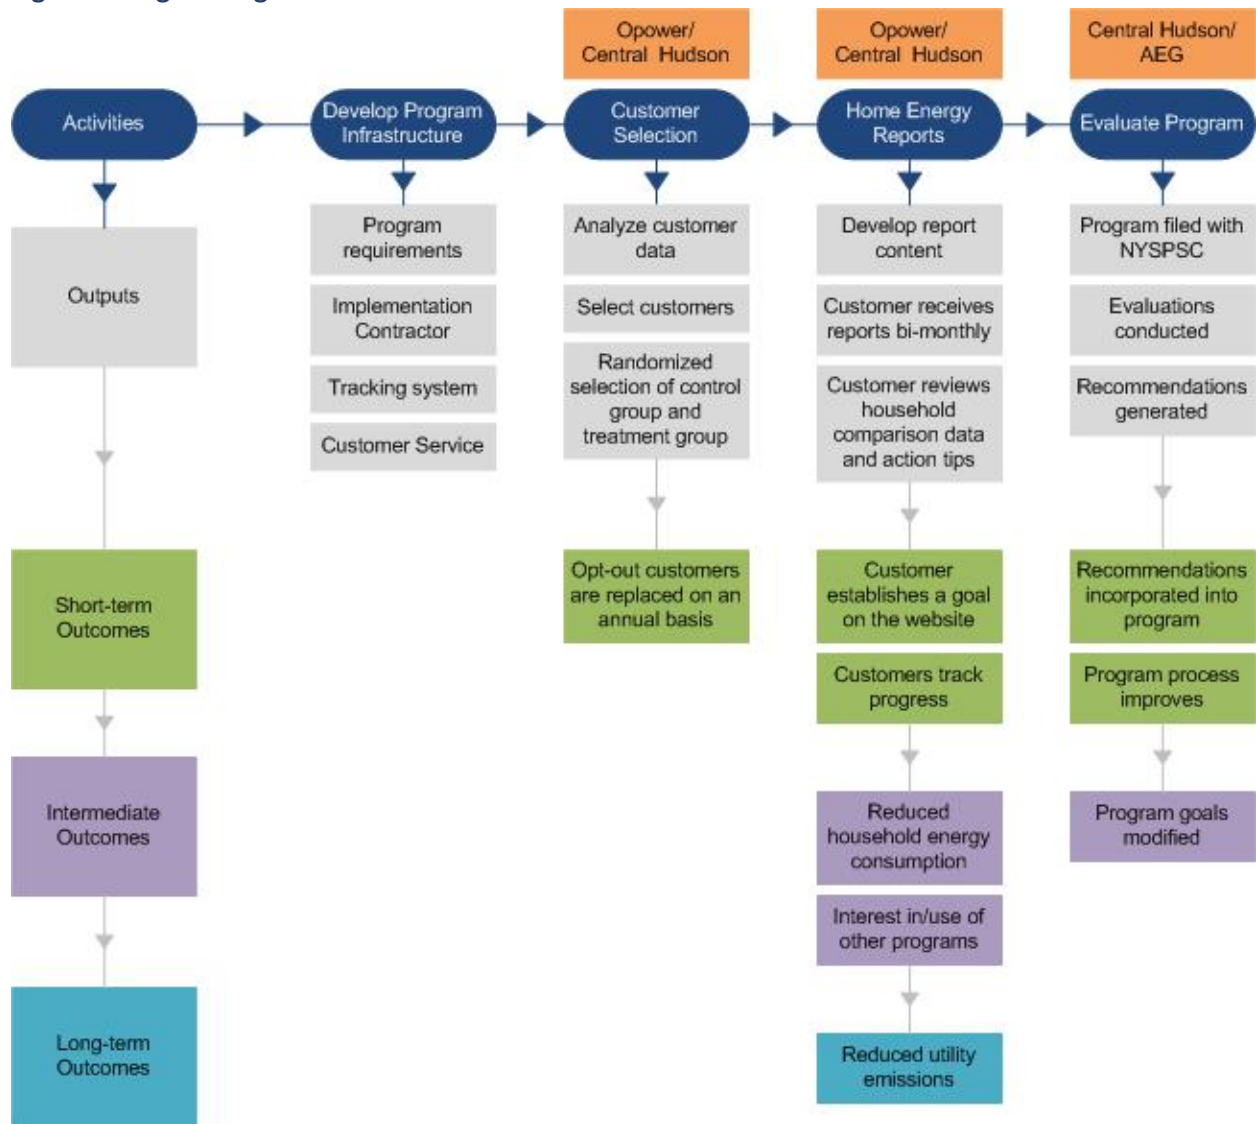 Opower/
Central Hudson
Opower/
Central Hudson
Central Hudson/
AEG
Activities
Develop Program
Infrastructure
Customer
Selection
Home Energy
Reports
Evaluate Program
Outputs
Program
requirements
Implementation
Contractor
Tracking system
Customer Service
Analyze customer
data
Select customers
Randomized
selection of control
group and
treatment group
Develop report
content
Customer receives
reports bi-monthly
Customer reviews
household
comparison data
and action tips
Program filed with
NYSPSC
Evaluations
conducted
Recommendations
generated
Short-term
Outcomes
Opt-out customers
are replaced on an
annual basis
Customer
establishes a goal
on the website
Customers track
progress
Recommendations
incorporated into
program
Program process
improves
Intermediate
Outcomes
Reduced
household energy
consumption
Interest in/use of
other programs
Program goals
modified
Long-term
Outcomes
Reduced utility
emissions